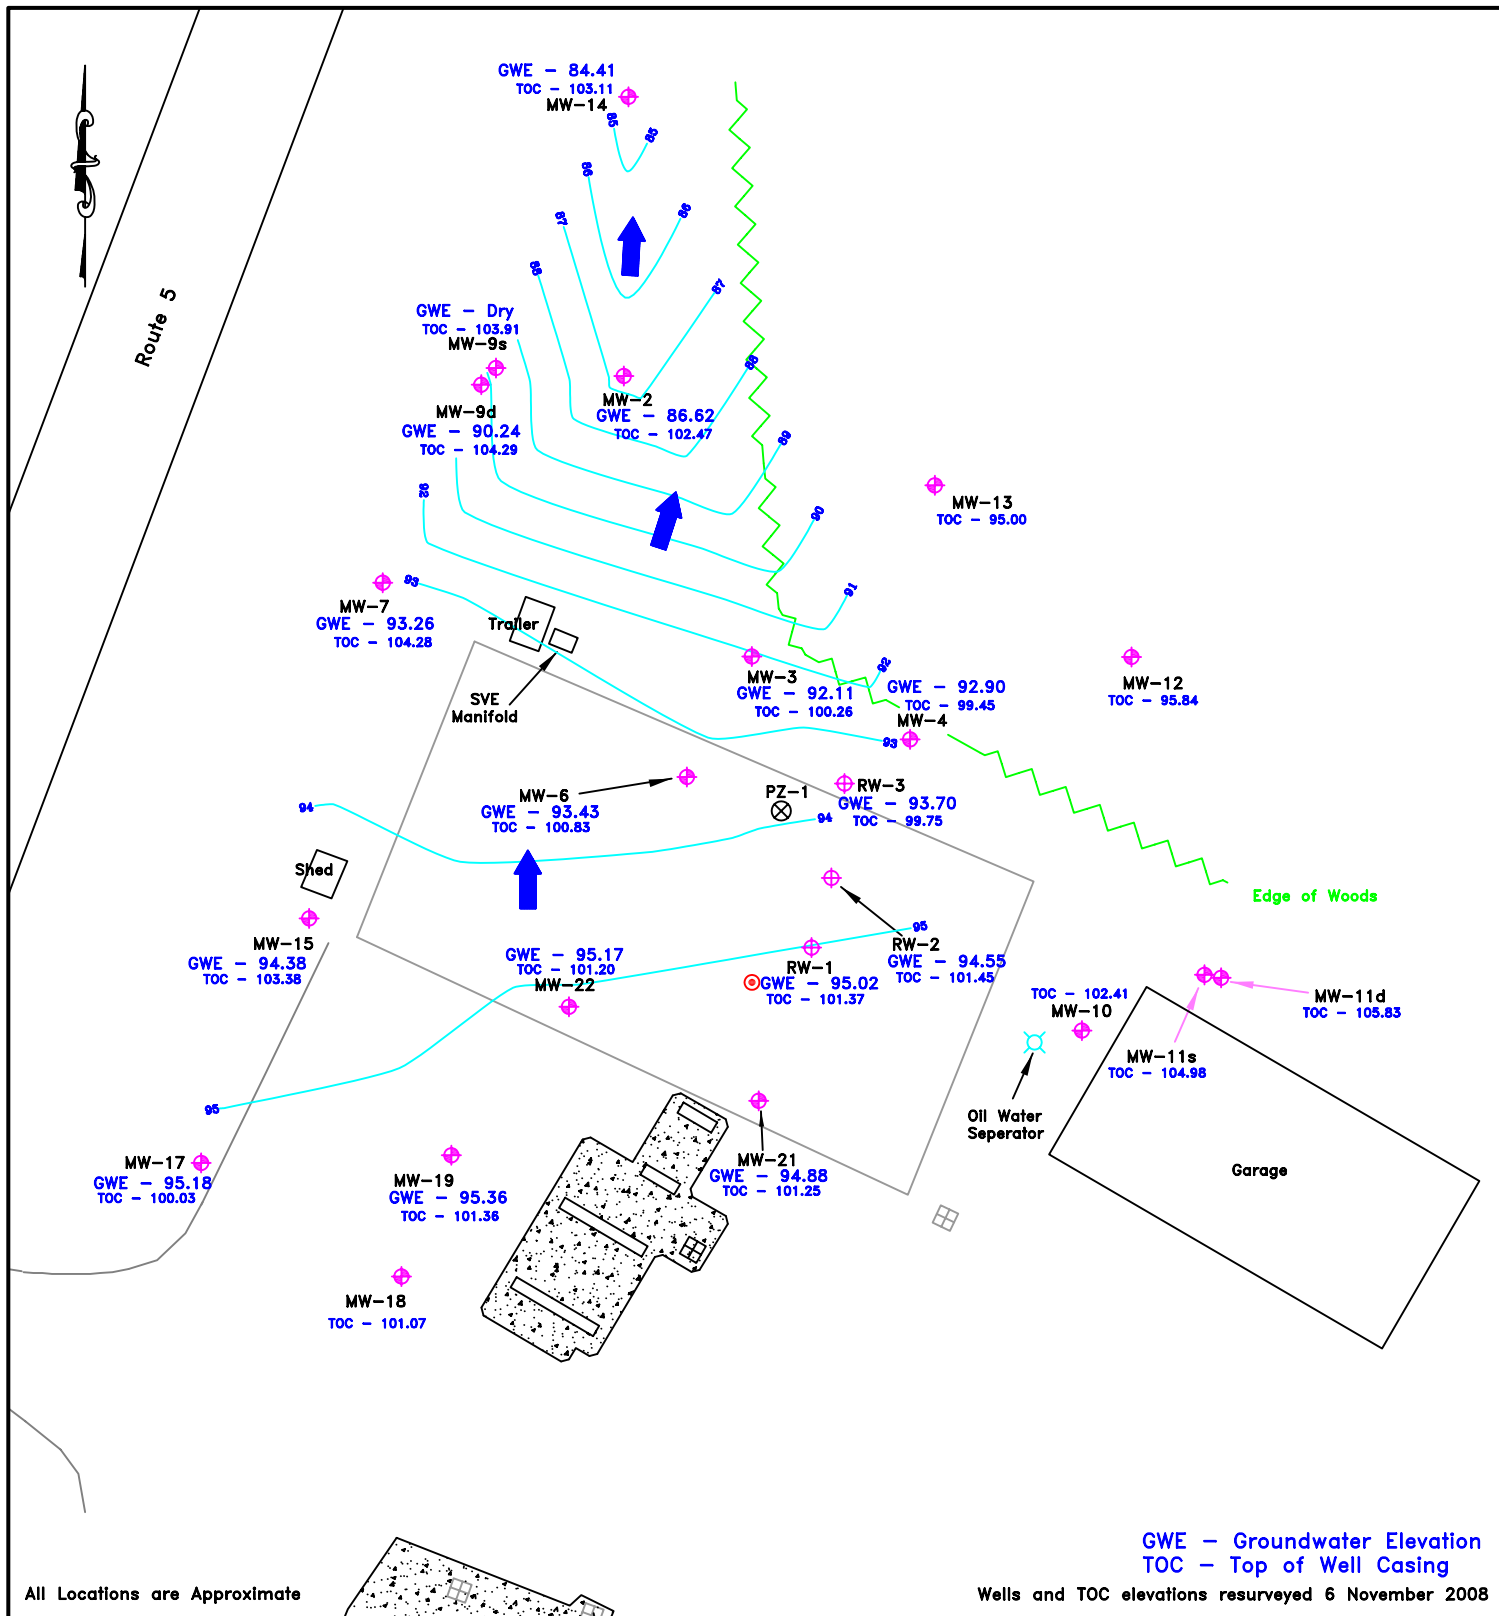 GWE - 84.41
TOC - 103.11
MW-14
85
85
86
86
87
87
88
88
Route 5
GWE - Dry
TOC - 103.91
MW-9s
MW-9d
GWE - 90.24
TOC - 104.29
MW-2
GWE - 86.62
TOC - 102.47
89
90
91
92
92
MW-13
TOC - 95.00
93
MW-7
GWE - 93.26
TOC - 104.28
Trailer
SVE
Manifold
MW-3
GWE - 92.11
TOC - 100.26
GWE - 92.90
TOC - 99.45
MW-4
93
MW-12
TOC - 95.84
MW-6
GWE - 93.43
TOC - 100.83
PZ-1
RW-3
GWE - 93.70
TOC - 99.75
94
94
Shed
Edge of Woods
MW-15
GWE - 94.38
TOC - 103.38
GWE - 95.17
TOC - 101.20
MW-22
95
RW-2
GWE - 94.55
TOC - 101.45
RW-1
GWE - 95.02
TOC - 101.37
TOC - 102.41
MW-10
MW-11d
TOC - 105.83
MW-11s
TOC - 104.98
Oil Water
Seperator
95
MW-17
GWE - 95.18
TOC - 100.03
MW-19
GWE - 95.36
TOC - 101.36
MW-21
GWE - 94.88
TOC - 101.25
Garage
MW-18
TOC - 101.07
GWE - Groundwater Elevation
TOC - Top of Well Casing
All Locations are Approximate
Wells and TOC elevations resurveyed 6 November 2008